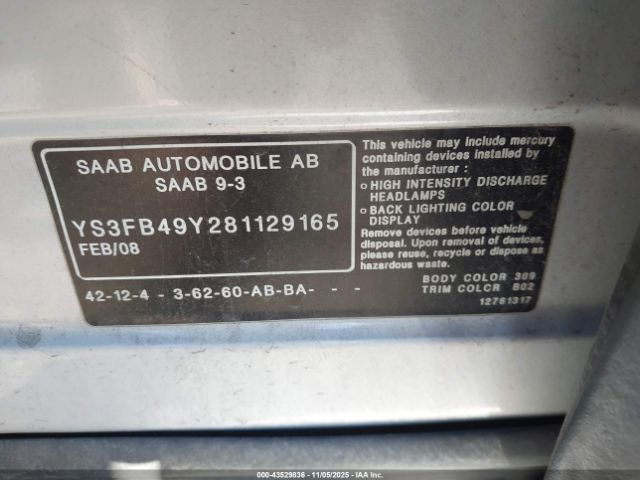 SAAB AUTOMOBILE AB
SAAB 9-3
YS3FB49Y281129165
FEB/08
42-12-4 - 3-62-60-AB-BA- - -
This vehicle may include mercury
containing devices installed by
the manufacturer :
o HIGH INTENSITY DISCHARGE
HEADLAMPS
o BACK LIGHTING COLOR
DISPLAY
Remove devices before vehicle
disposal. Upon removal of devices,
please reuse, recycle or dispose as
hazardous waste.
BODY COLOR 309
TRIM COLOR B02
12761317
000-43529836 - 11/05/2025 - IAA Inc.